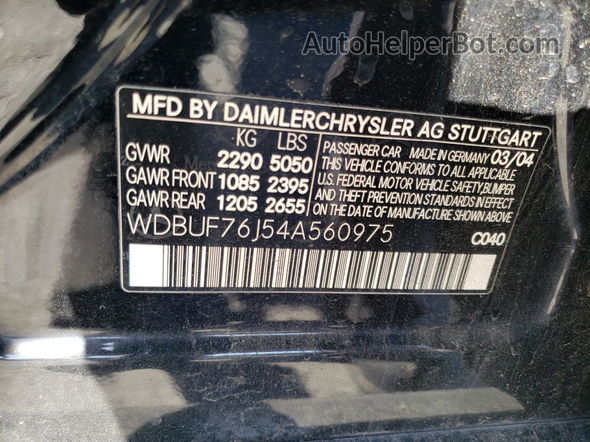 AutoHelperBot.com
MFD BY DAIMLERCHRYSLER AG STUTTGART
KG LBS
GVWR 2290 5050
GAWR FRONT 1085 2395
GAWR REAR 1205 2655
PASSENGER CAR MADE IN GERMANY 03/04
THIS VEHICLE CONFORMS TO ALL APPLICABLE
U.S. FEDERAL MOTOR VEHICLE SAFETY, BUMPER
AND THEFT PREVENTION STANDARDS IN EFFECT
ON THE DATE OF MANUFACTURE SHOWN ABOVE
WDBUF76J54A560975
C040